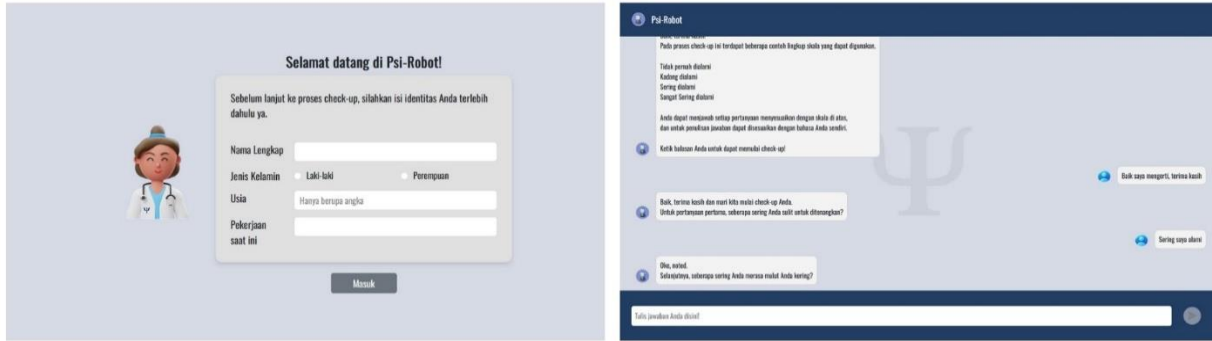 Selamat datang di Psi-Robot!
Sebelum lanjut ke proses check-up, silahkan isi identitas Anda terlebih
dahulu ya.
Nama Lengkap
Jenis Kelamin Laki-laki Perempuan
Usia Hanya berupa angka
Pekerjaan
saat ini
Masuk
Psi-Robot
Pada proses check-up ini terdapat beberapa contoh lingkup skala yang dapat digunakan.
Tidak pernah dialami
Kadang dialami
Sering dialami
Sangat Sering dialami
Anda dapat menjawab setiap pertanyaan menyesuaikan dengan skala di atas,
dan untuk penulisan jawaban dapat disesuaikan dengan bahasa Anda sendiri.
Ketik balasan Anda untuk dapat memulai check-up!
Baik saya mengerti, terima kasih
Baik, terima kasih dan mari kita mulai check-up Anda.
Untuk pertanyaan pertama, seberapa sering Anda sulit untuk ditenangkan?
Sering saya alami
Oke, noted.
Selanjutnya, seberapa sering Anda merasa mulut Anda kering?
Tulis jawaban Anda disini!